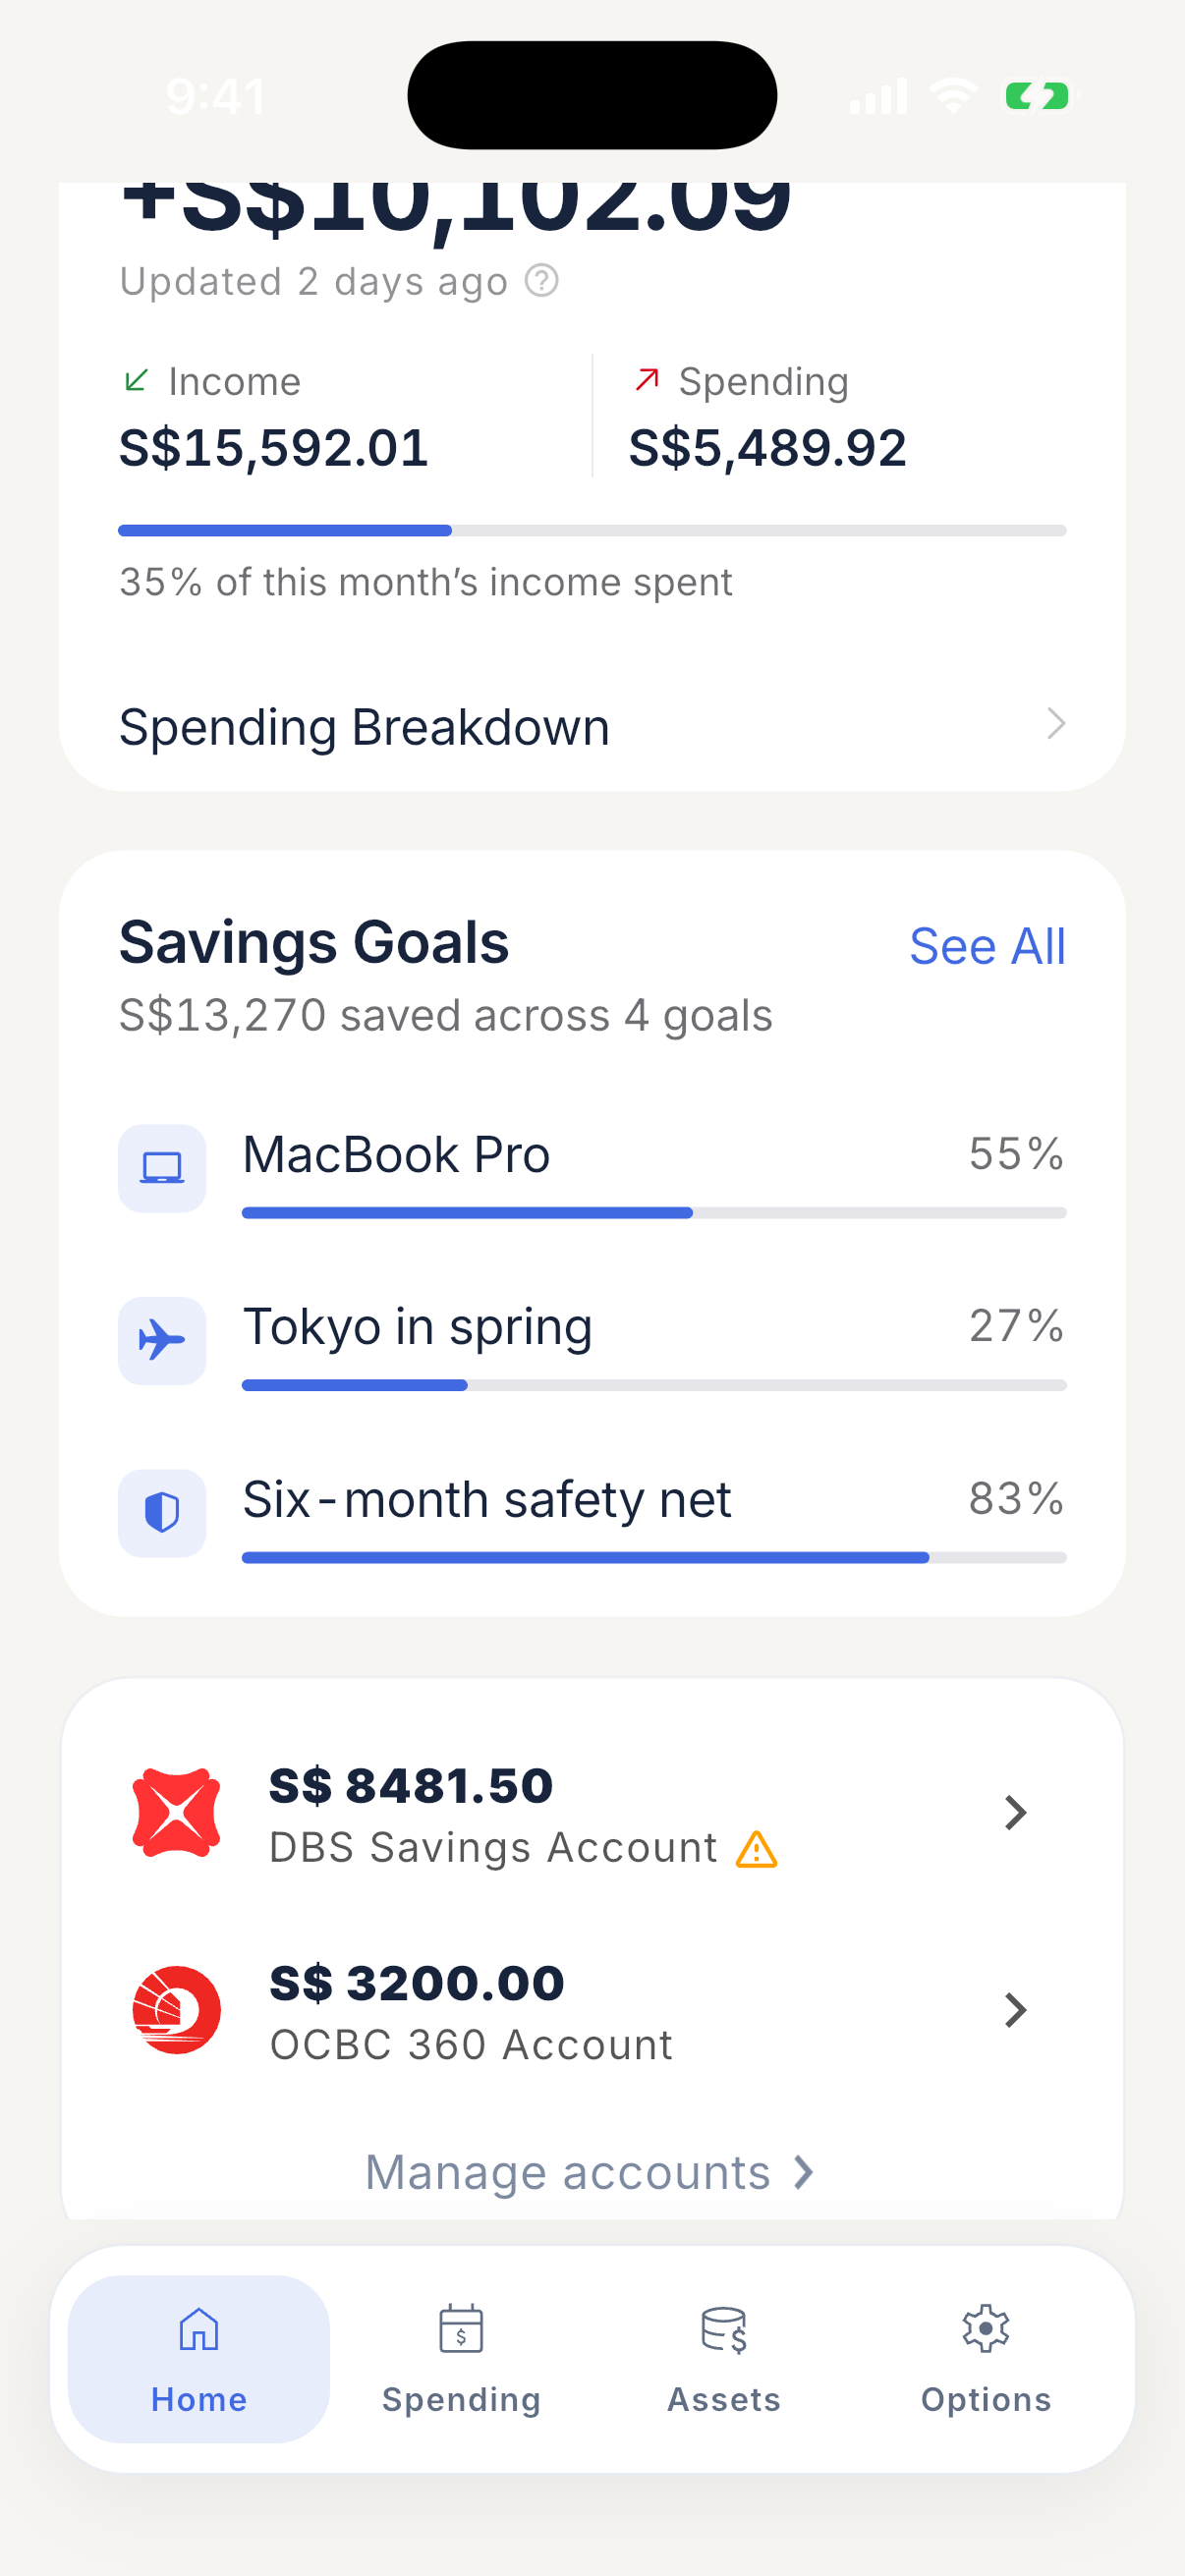 9:41
+S$10,102.09
Updated 2 days ago
Income
Spending
S$15,592.01
S$5,489.92
35% of this month’s income spent
Spending Breakdown
Savings Goals
See All
S$13,270 saved across 4 goals
MacBook Pro
55%
Tokyo in spring
27%
Six-month safety net
83%
S$ 8481.50
DBS Savings Account
S$ 3200.00
OCBC 360 Account
Manage accounts
Home
Spending
Assets
Options